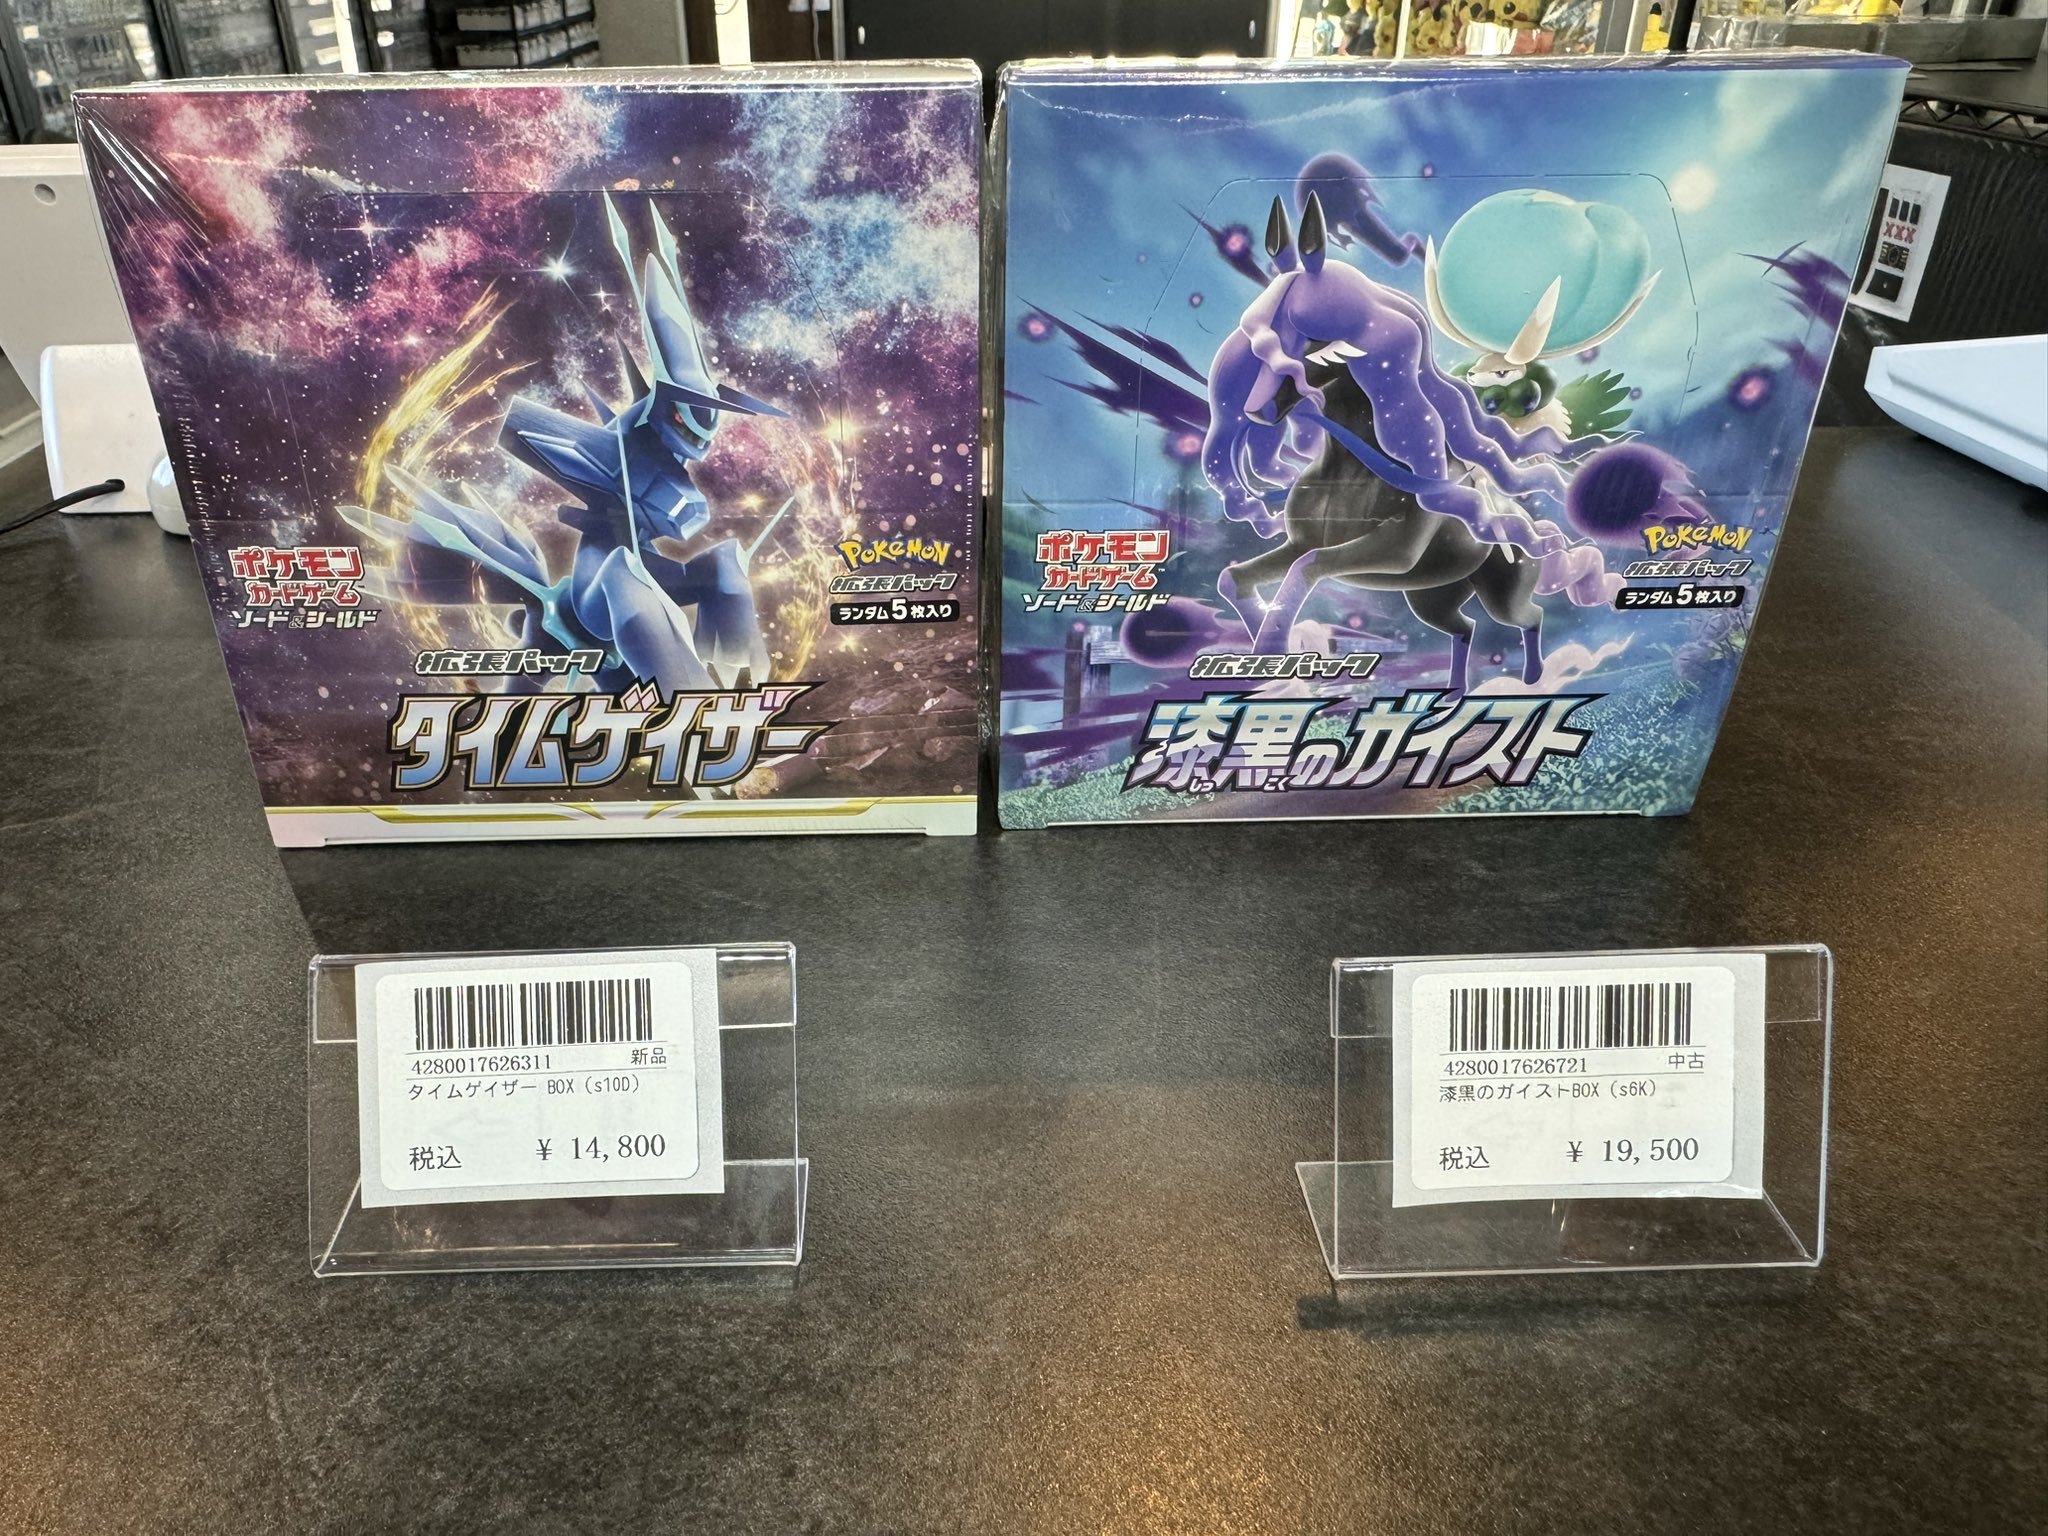 ポケモン
カードゲーム
ソード&シールド
POKéMON
拡張パック
ランダム5枚入り
拡張パック
タイムゲイザー
ポケモン
カードゲーム
ソード&シールド
POKéMON
拡張パック
ランダム5枚入り
拡張パック
漆黒のガイスト
しっ こく
4280017626311 新品
タイムゲイザー BOX (s10D)
税込 ¥ 14,800
4280017626721 中古
漆黒のガイストBOX (s6K)
税込 ¥ 19,500
XXX